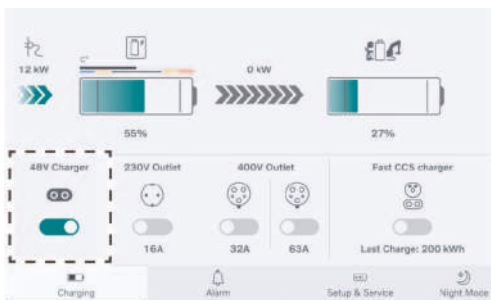 12 kW
C°
0 kW
55%
27%
48V Charger
230V Outlet
400V Outlet
Fast CCS charger
16A
32A
63A
Last Charge: 200 kWh
Charging
Alarm
Setup & Service
Night Mode